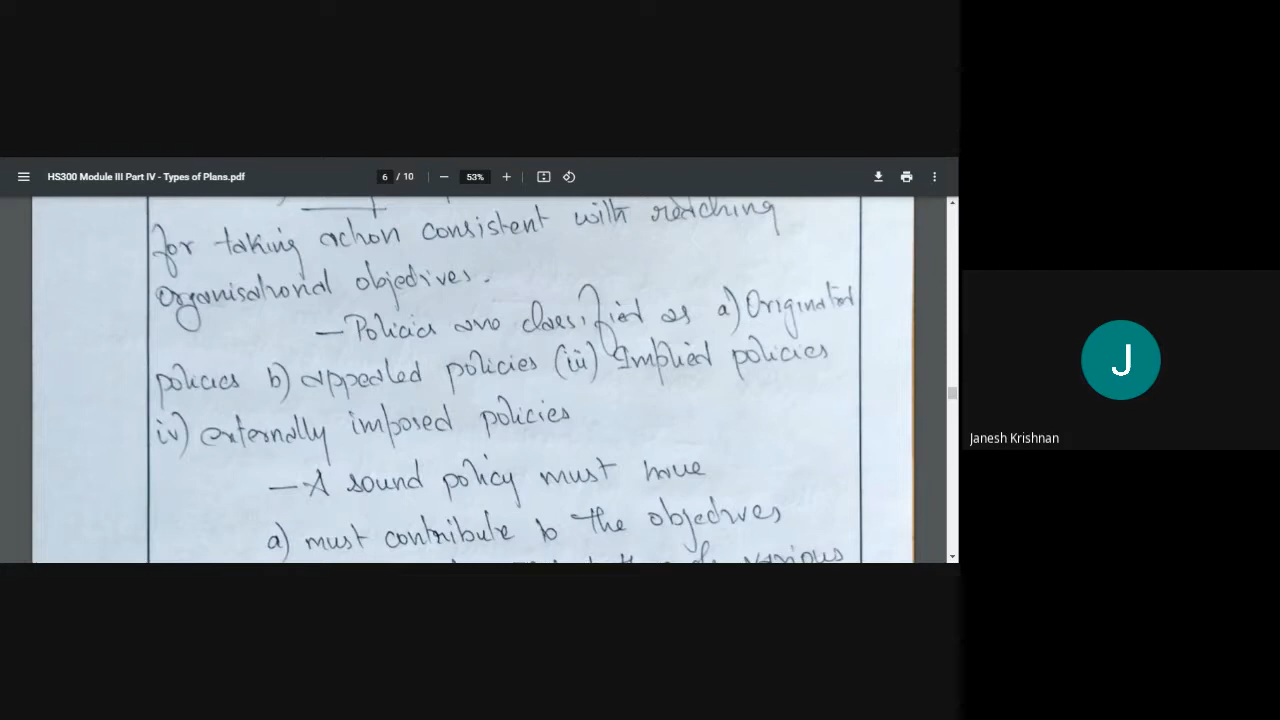 HS300 Module III Part IV - Types of Plans.pdf
6 / 10
53%
for taking action consistent with reaching
organisational objectives.
— Policies are classified as a) Originated
policies b) appealed policies (iii) Implied policies
iv) externally imposed policies
— A sound policy must have
a) must contribute to the objectives
various
J
Janesh Krishnan